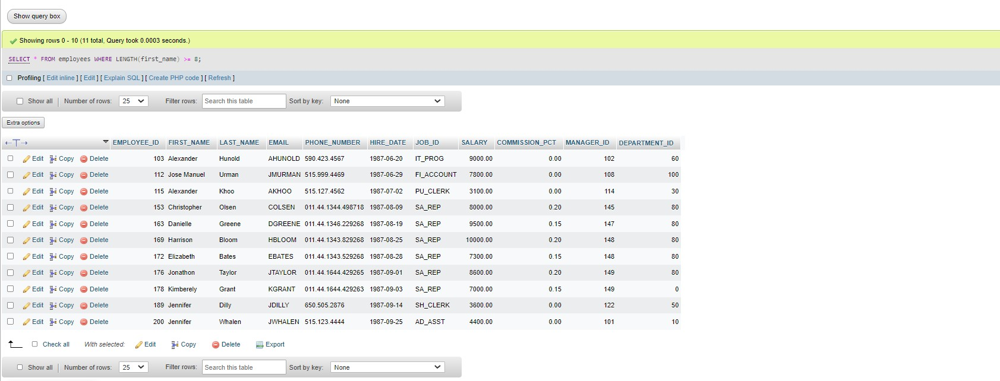 Show query box
Showing rows 0 - 10 (11 total, Query took 0.0003 seconds.)
SELECT * FROM employees WHERE LENGTH(first_name) >= 8;
Profiling [ Edit inline ] [ Edit ] [ Explain SQL ] [ Create PHP code ] [ Refresh ]
Show all Number of rows: 25 Filter rows: Search this table Sort by key: None
Extra options
EMPLOYEE_ID FIRST_NAME LAST_NAME EMAIL PHONE_NUMBER HIRE_DATE JOB_ID SALARY COMMISSION_PCT MANAGER_ID DEPARTMENT_ID
Edit Copy Delete 103 Alexander Hunold AHUNOLD 590.423.4567 1987-06-20 IT_PROG 9000.00 0.00 102 60
Edit Copy Delete 112 Jose Manuel Urman JMURMAN 515.999.4469 1987-06-29 FI_ACCOUNT 7800.00 0.00 108 100
Edit Copy Delete 115 Alexander Khoo AKHOO 515.127.4562 1987-07-02 PU_CLERK 3100.00 0.00 114 30
Edit Copy Delete 153 Christopher Olsen COLSEN 011.44.1344.498718 1987-08-09 SA_REP 8000.00 0.20 145 80
Edit Copy Delete 163 Danielle Greene DGREENE 011.44.1346.229268 1987-08-19 SA_REP 9500.00 0.15 147 80
Edit Copy Delete 169 Harrison Bloom HBLOOM 011.44.1343.829268 1987-08-25 SA_REP 10000.00 0.20 148 80
Edit Copy Delete 172 Elizabeth Bates EBATES 011.44.1343.529268 1987-08-28 SA_REP 7300.00 0.15 148 80
Edit Copy Delete 176 Jonathon Taylor JTAYLOR 011.44.1644.429265 1987-09-01 SA_REP 8600.00 0.20 149 80
Edit Copy Delete 178 Kimberely Grant KGRANT 011.44.1644.429263 1987-09-03 SA_REP 7000.00 0.15 149 0
Edit Copy Delete 189 Jennifer Dilly JDILLY 650.505.2876 1987-09-14 SH_CLERK 3600.00 0.00 122 50
Edit Copy Delete 200 Jennifer Whalen JWHALEN 515.123.4444 1987-09-25 AD_ASST 4400.00 0.00 101 10
Check all With selected: Edit Copy Delete Export
Show all Number of rows: 25 Filter rows: Search this table Sort by key: None